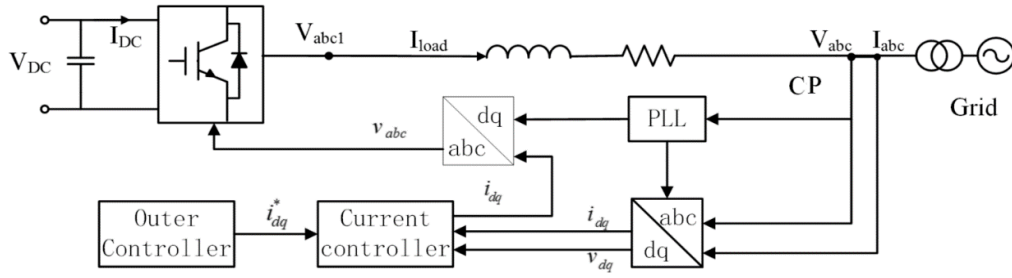 I_DC
V_DC
V_abc1
I_load
V_abc
I_abc
CP
Grid
v_abc
dq
abc
PLL
i_dq
Outer
Controller
i*_dq
Current
controller
i_dq
v_dq
abc
dq